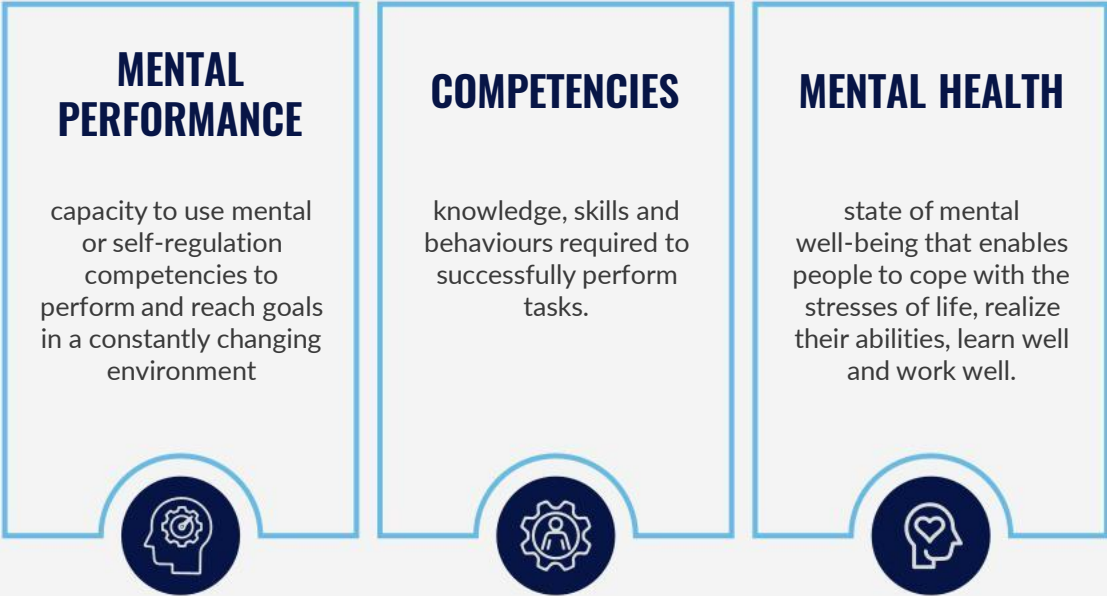 MENTAL
PERFORMANCE
capacity to use mental
or self-regulation
competencies to
perform and reach goals
in a constantly changing
environment
COMPETENCIES
knowledge, skills and
behaviours required to
successfully perform
tasks.
MENTAL HEALTH
state of mental
well-being that enables
people to cope with the
stresses of life, realize
their abilities, learn well
and work well.